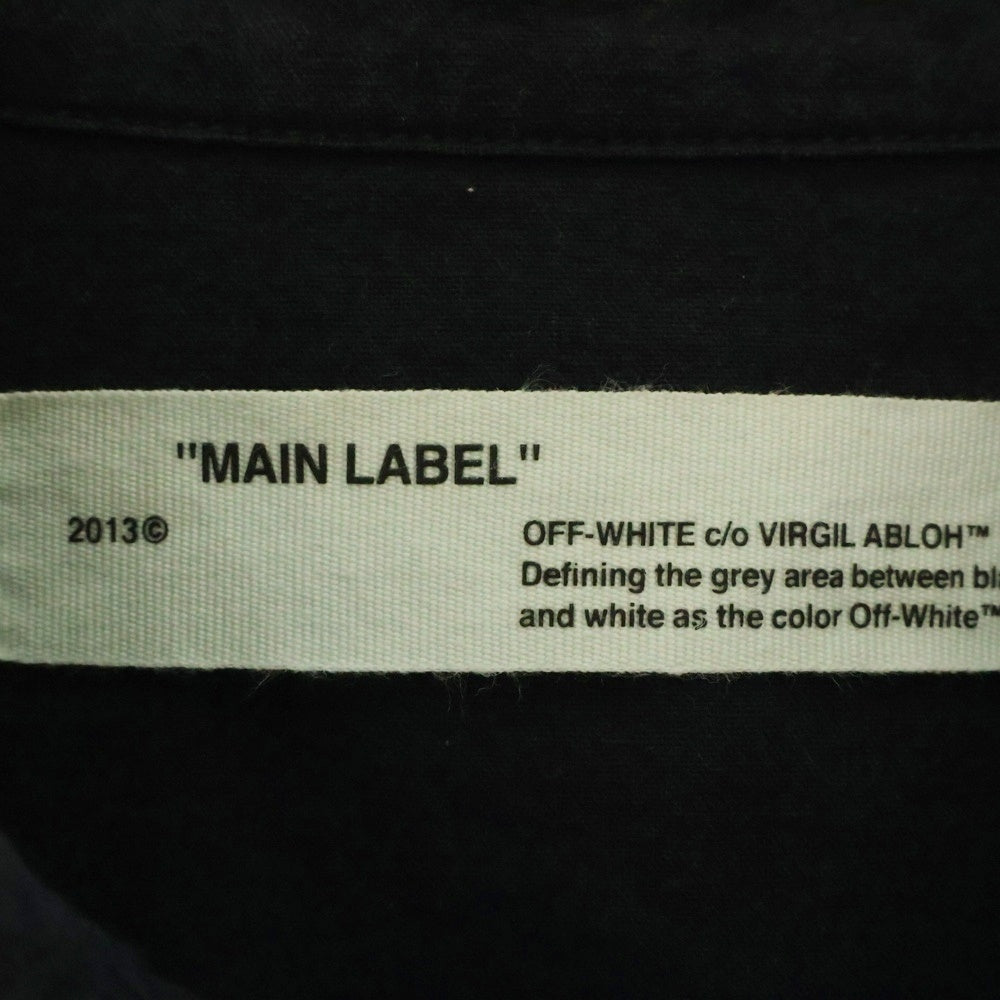 "MAIN LABEL"
2013©
OFF-WHITE c/o VIRGIL ABLOH™
Defining the grey area between
and white as the color Off-White™